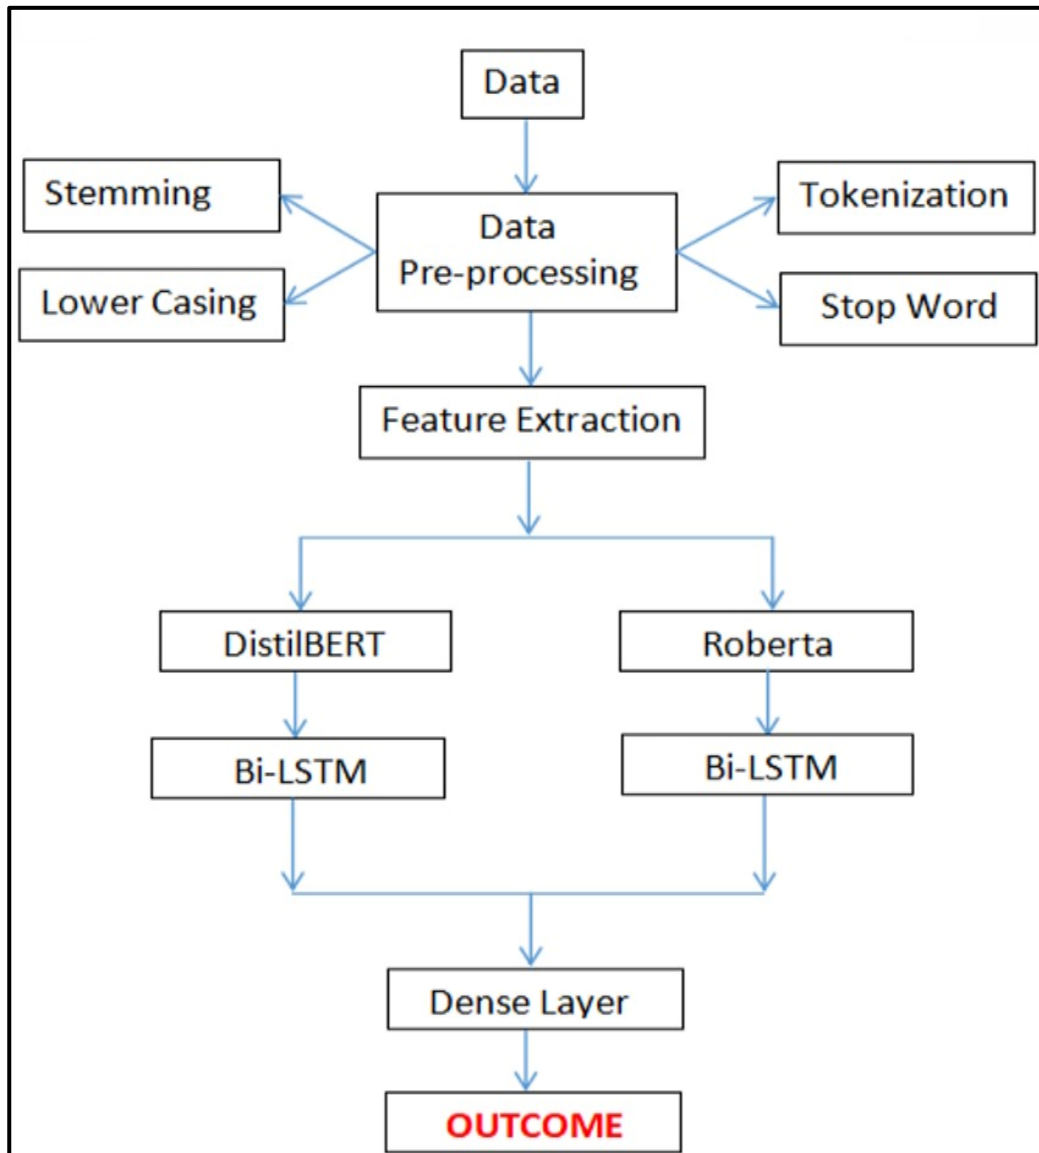 Data
Stemming
Tokenization
Data
Pre-processing
Lower Casing
Stop Word
Feature Extraction
DistilBERT
Roberta
Bi-LSTM
Bi-LSTM
Dense Layer
OUTCOME